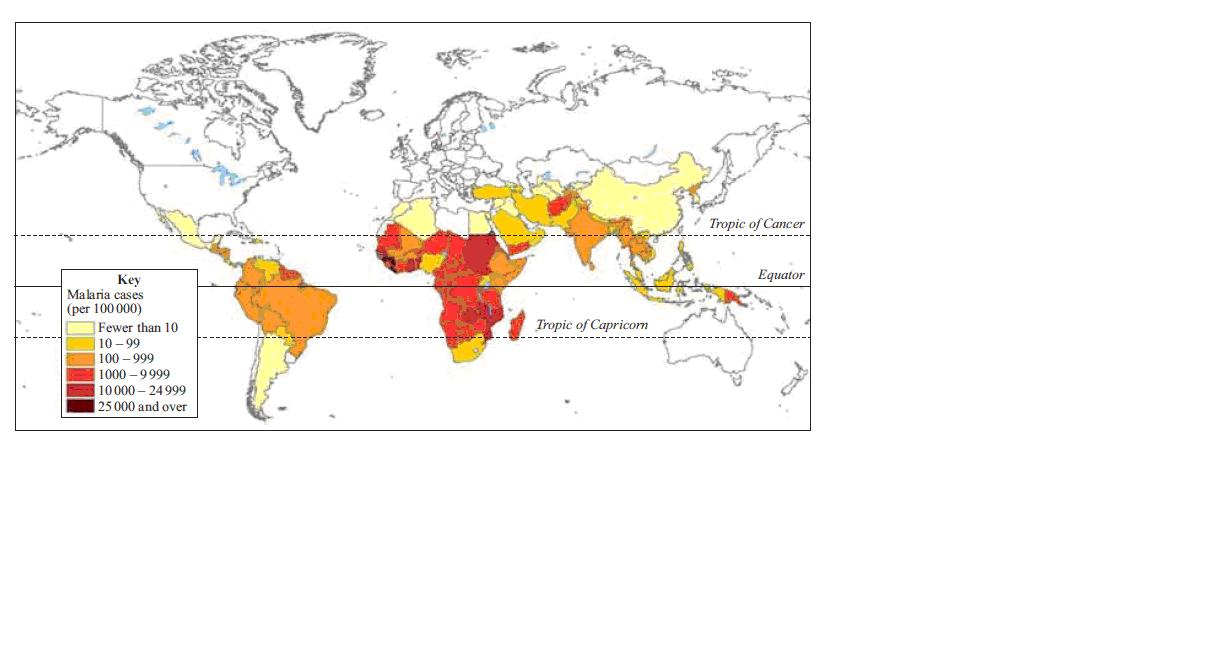 Tropic of Cancer
Equator
Key
Malaria cases
(per 100 000)
Tropic of Capricorn
Fewer than 10
10 – 99
100 – 999
1000 – 9 999
10 000 – 24 999
25 000 and over